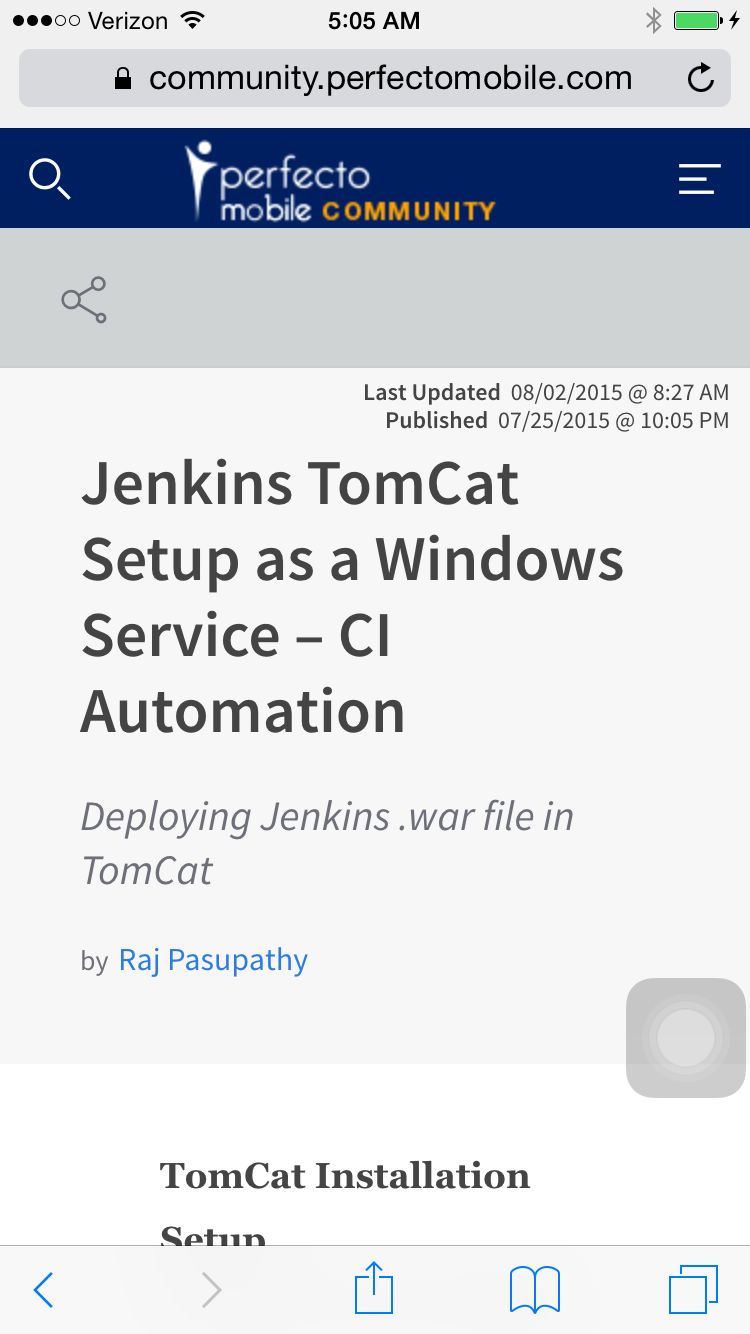 Verizon 5:05 AM
community.perfectomobile.com
perfecto
mobile COMMUNITY
Last Updated 08/02/2015 @ 8:27 AM
Published 07/25/2015 @ 10:05 PM
Jenkins TomCat
Setup as a Windows
Service – CI
Automation
Deploying Jenkins .war file in
TomCat
by Raj Pasupathy
TomCat Installation
Setup